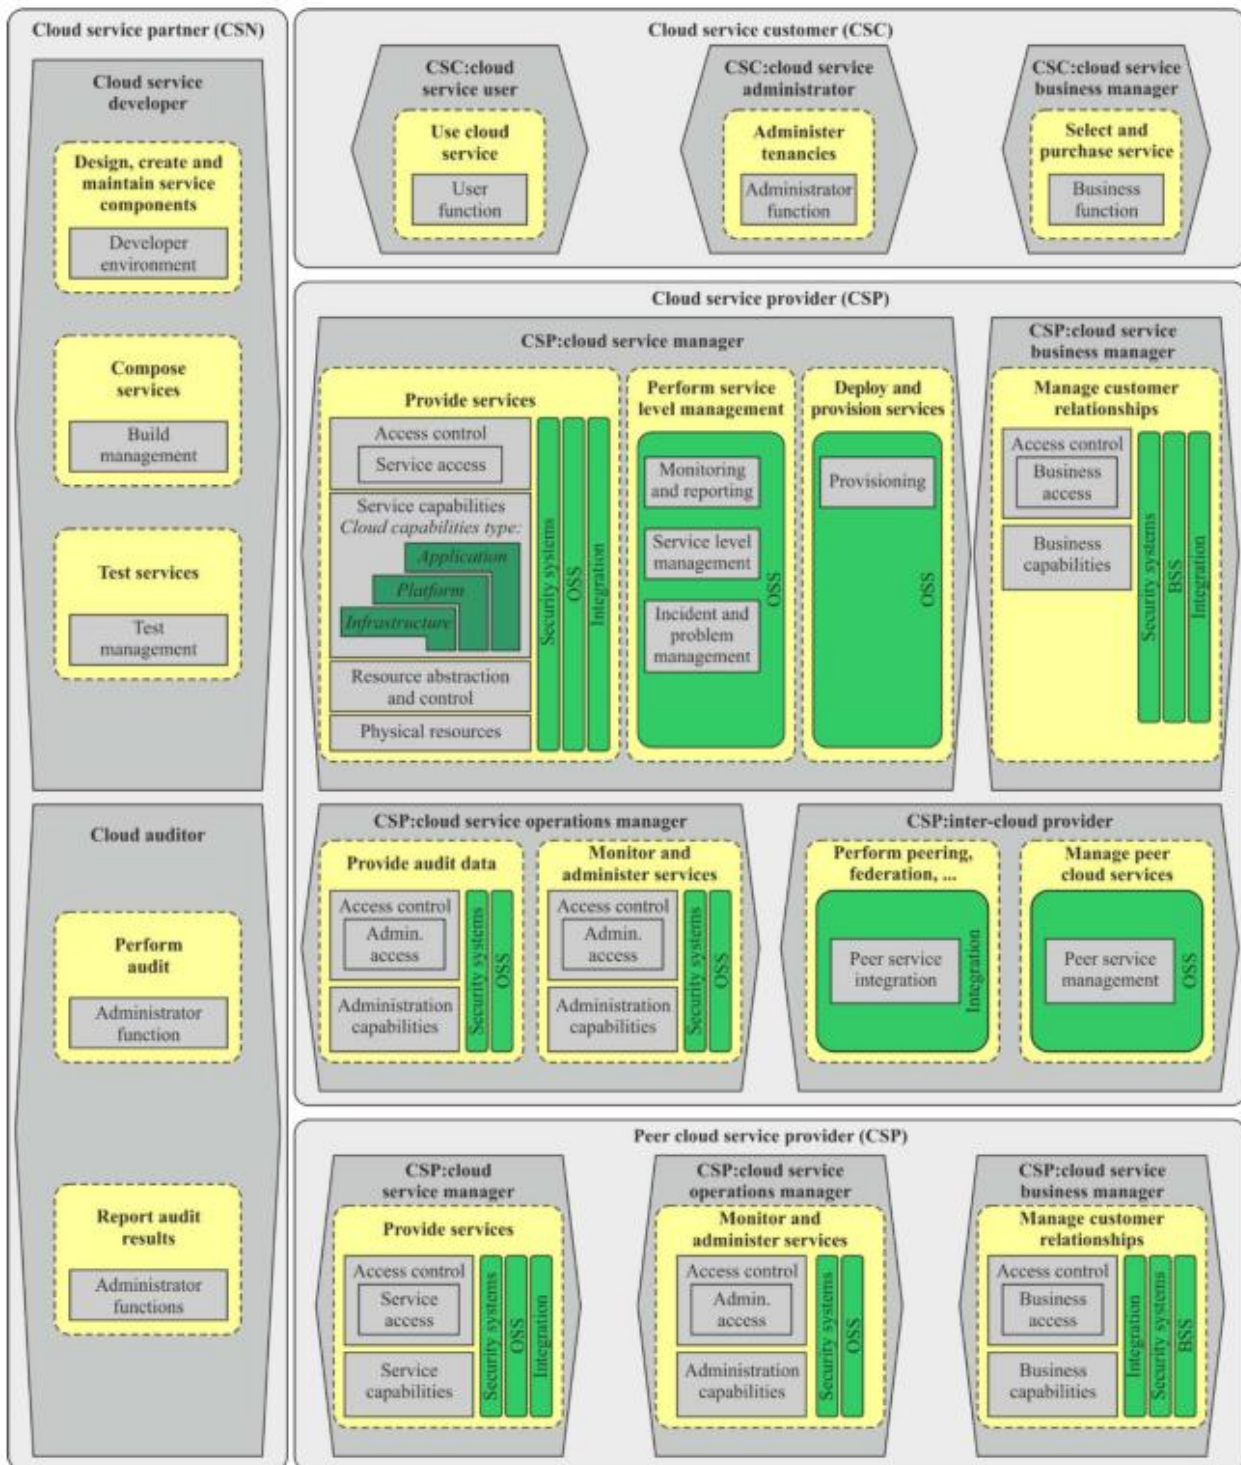 Cloud service partner (CSN)
Cloud service
developer
Design, create and
maintain service
components
Developer
environment
Compose
services
Build
management
Test services
Test
management
Cloud auditor
Perform
audit
Administrator
function
Report audit
results
Administrator
functions
Cloud service customer (CSC)
CSC:cloud
service user
Use cloud
service
User
function
CSC:cloud service
administrator
Administer
tenancies
Administrator
function
CSC:cloud service
business manager
Select and
purchase service
Business
function
Cloud service provider (CSP)
CSP:cloud service manager
Provide services
Access control
Service access
Service capabilities
Cloud capabilities type:
Application
Platform
Infrastructure
Resource abstraction
and control
Physical resources
Security systems
OSS
Integration
Perform service
level management
Monitoring
and reporting
Service level
management
Incident and
problem
management
OSS
Deploy and
provision services
Provisioning
OSS
CSP:cloud service
business manager
Manage customer
relationships
Access control
Business
access
Business
capabilities
Security systems
BSS
Integration
CSP:cloud service operations manager
Provide audit data
Access control
Admin.
access
Administration
capabilities
Security systems
OSS
Monitor and
administer services
Access control
Admin.
access
Administration
capabilities
Security systems
OSS
CSP:inter-cloud provider
Perform peering,
federation, ...
Peer service
integration
Integration
Manage peer
cloud services
Peer service
management
OSS
Peer cloud service provider (CSP)
CSP:cloud
service manager
Provide services
Access control
Service
access
Service
capabilities
Security systems
OSS
Integration
CSP:cloud service
operations manager
Monitor and
administer services
Access control
Admin.
access
Administration
capabilities
Security systems
OSS
CSP:cloud service
business manager
Manage customer
relationships
Access control
Business
access
Business
capabilities
Integration
Security systems
BSS